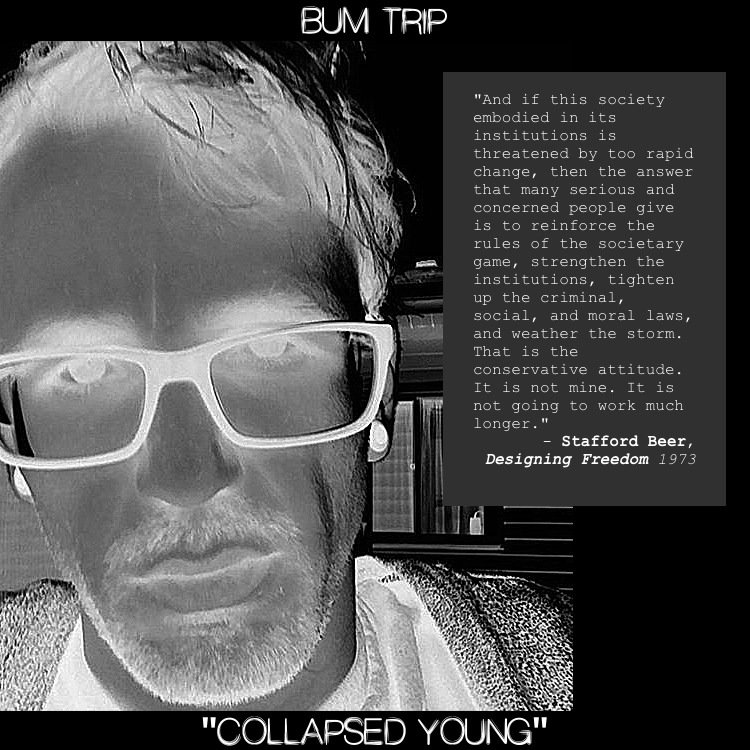 BUM TRIP
"And if this society
embodied in its
institutions is
threatened by too rapid
change, then the answer
that many serious and
concerned people give
is to reinforce the
rules of the societary
game, strengthen the
institutions, tighten
up the criminal,
social, and moral laws,
and weather the storm.
That is the
conservative attitude.
It is not mine. It is
not going to work much
longer."
- Stafford Beer,
Designing Freedom 1973
"COLLAPSED YOUNG"